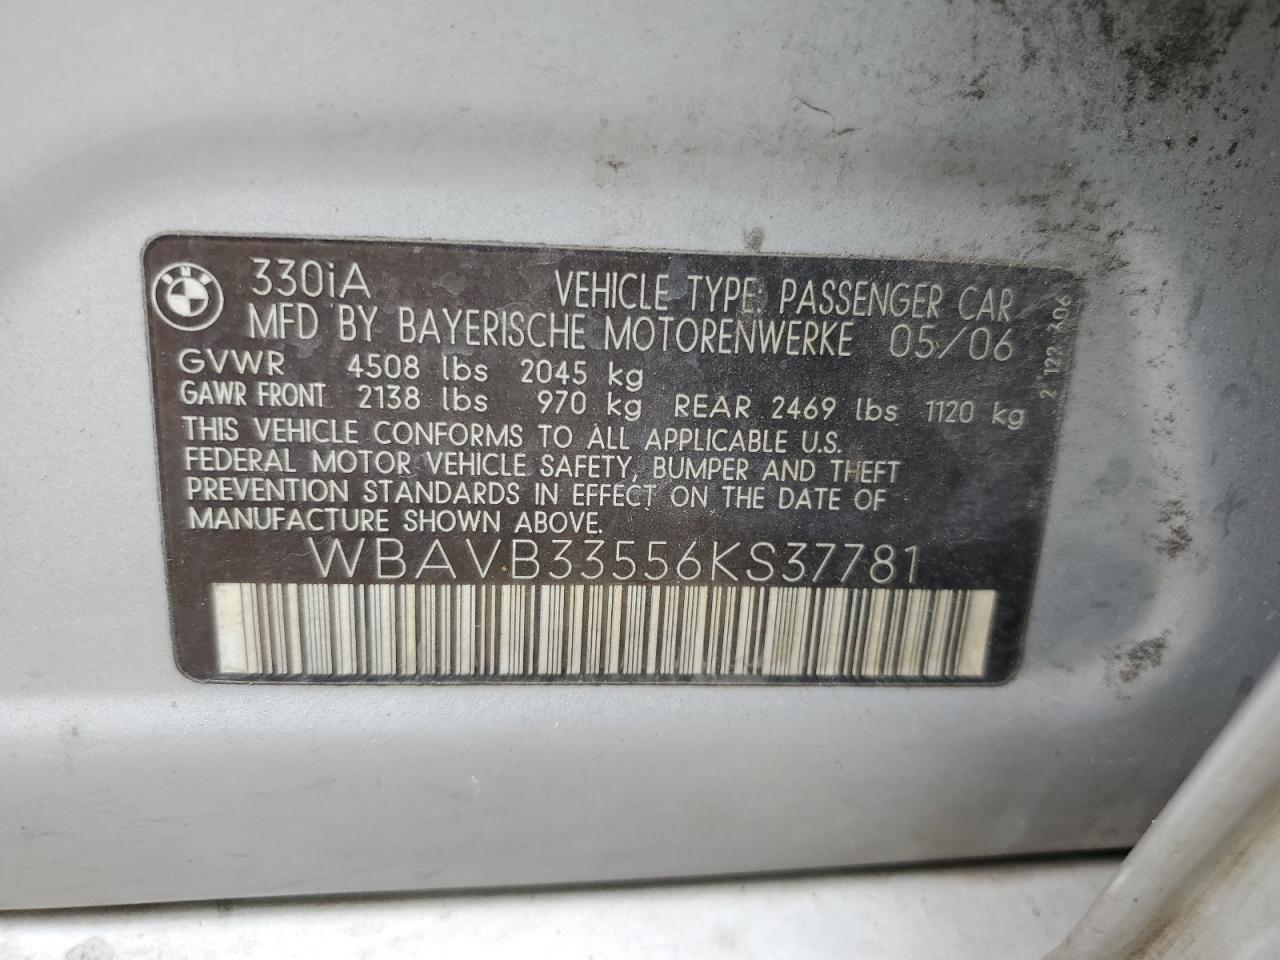 330iA VEHICLE TYPE: PASSENGER CAR
MFD BY BAYERISCHE MOTORENWERKE 05/06
GVWR 4508 lbs 2045 kg
GAWR FRONT 2138 lbs 970 kg REAR 2469 lbs 1120 kg
THIS VEHICLE CONFORMS TO ALL APPLICABLE U.S.
FEDERAL MOTOR VEHICLE SAFETY, BUMPER AND THEFT
PREVENTION STANDARDS IN EFFECT ON THE DATE OF
MANUFACTURE SHOWN ABOVE.
WBAVB33556KS37781